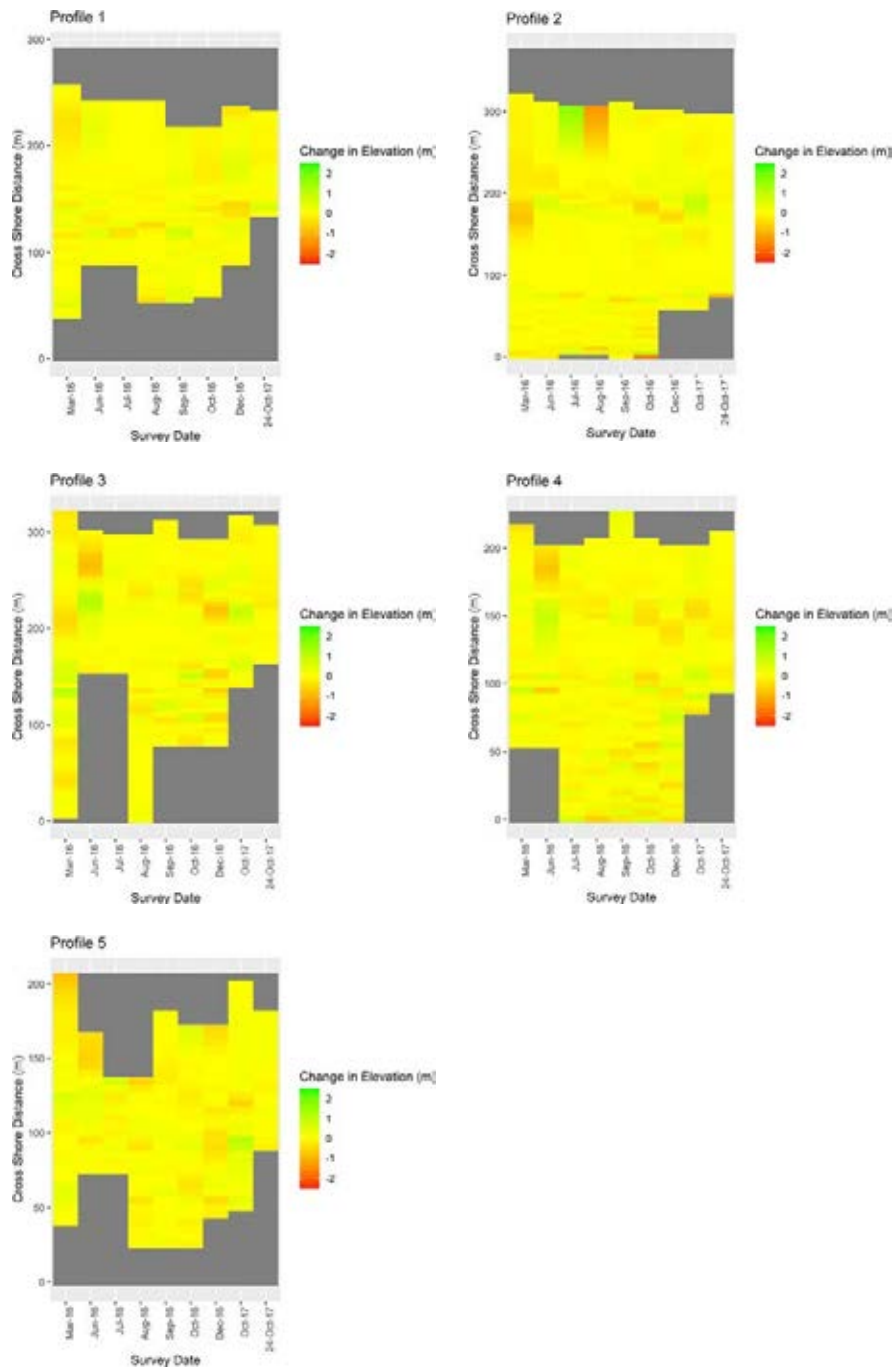 Profile 1
Cross Shore Distance (m)
300
200
100
0
Mar-16
Jun-16
Jul-16
Aug-16
Sep-16
Oct-16
Dec-16
24-Oct-17
Survey Date
Change in Elevation (m)
2
1
0
-1
-2
Profile 2
Cross Shore Distance (m)
300
200
100
0
Mar-16
Jun-16
Jul-16
Aug-16
Sep-16
Oct-16
Dec-16
Oct-17
24-Oct-17
Survey Date
Change in Elevation (m)
2
1
0
-1
-2
Profile 3
Cross Shore Distance (m)
300
200
100
0
Mar-16
Jun-16
Jul-16
Aug-16
Sep-16
Oct-16
Dec-16
Oct-17
24-Oct-17
Survey Date
Change in Elevation (m)
2
1
0
-1
-2
Profile 4
Cross Shore Distance (m)
200
150
100
50
0
Mar-16
Jun-16
Jul-16
Aug-16
Sep-16
Oct-16
Dec-16
Oct-17
24-Oct-17
Survey Date
Change in Elevation (m)
2
1
0
-1
-2
Profile 5
Cross Shore Distance (m)
200
150
100
50
0
Mar-16
Jun-16
Jul-16
Aug-16
Sep-16
Oct-16
Dec-16
Oct-17
24-Oct-17
Survey Date
Change in Elevation (m)
2
1
0
-1
-2